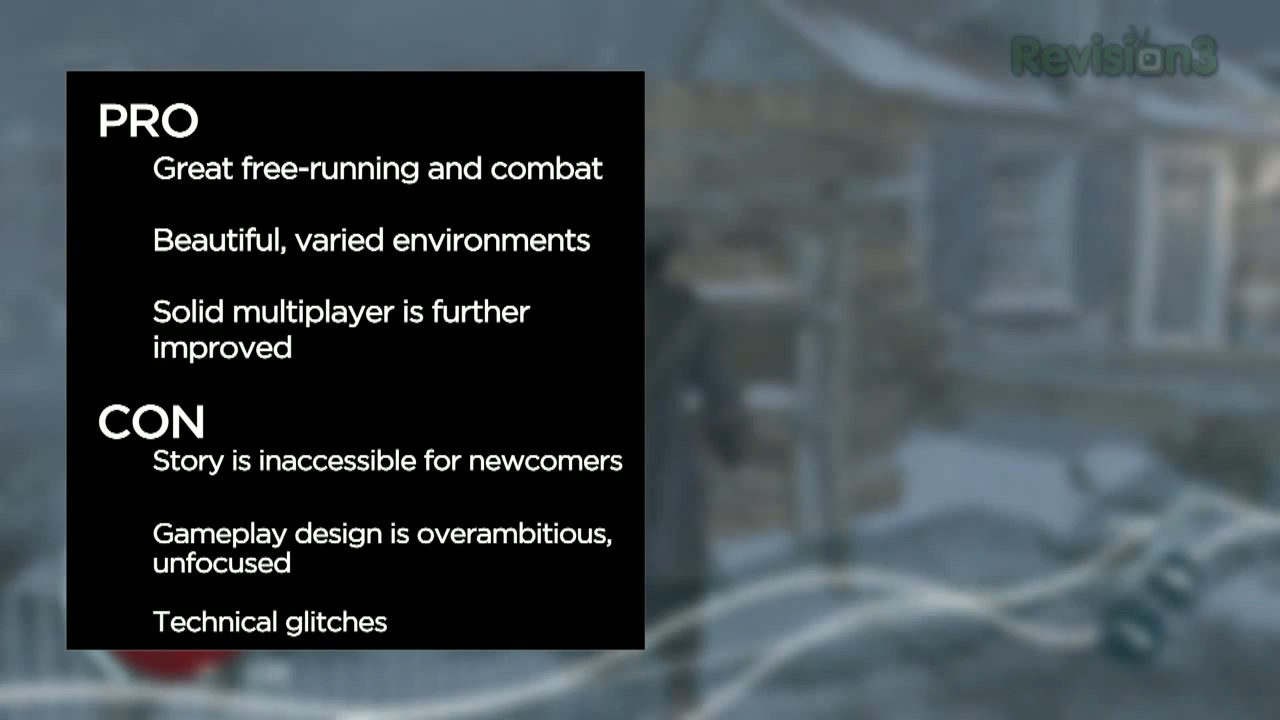 Revision3
PRO
Great free-running and combat
Beautiful, varied environments
Solid multiplayer is further
improved
CON
Story is inaccessible for newcomers
Gameplay design is overambitious,
unfocused
Technical glitches